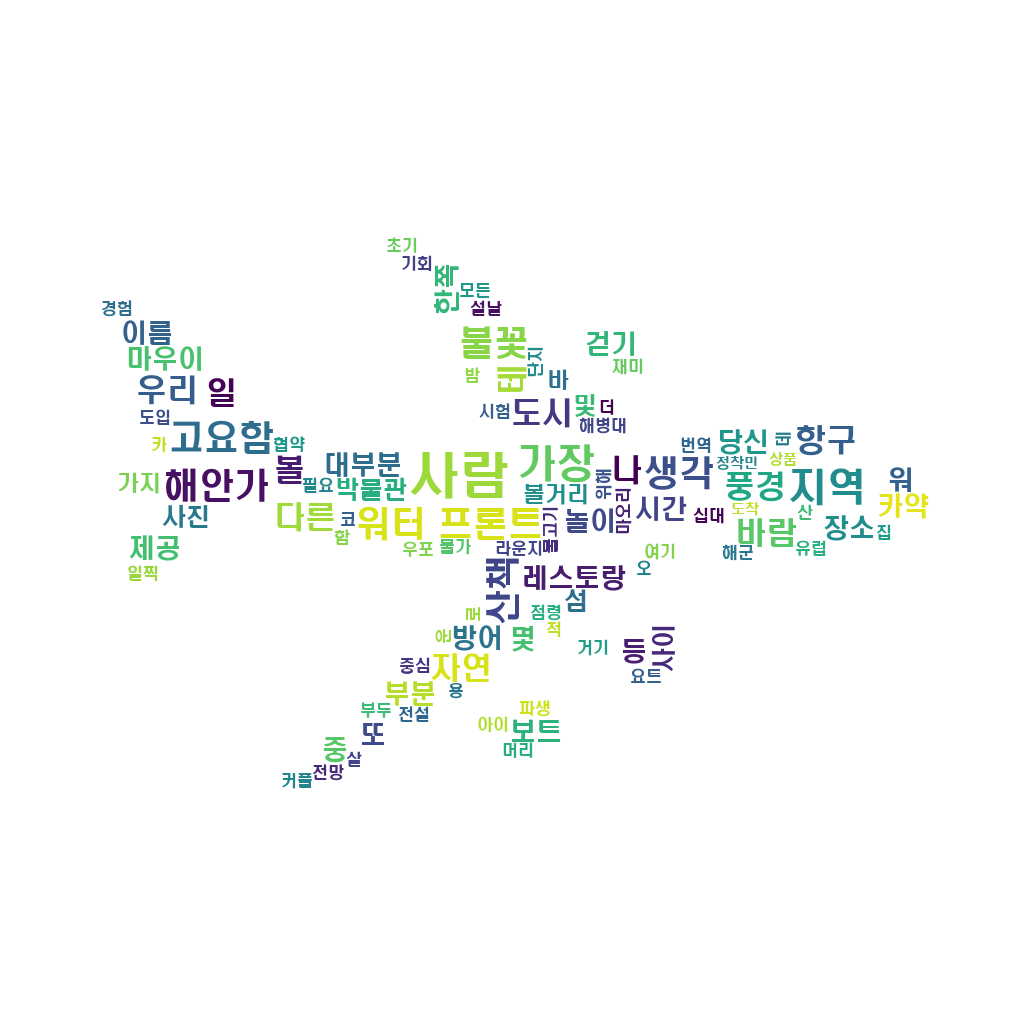 초기
기회
한쪽
모든
설날
경험
이름
마우이
불꽃
걷기
단지
재미
밤
텐
바
우리
일
도입
시험
도시
및
더
해병대
카
고요함
협약
번역
당신
항구
볼
대부분
사람
가장
나
생각
정착민
상품
가지
해안가
필요
박물관
볼거리
위해
풍경
지역
워
카약
사진
다른
코
워터 프론트
물고기
놀이
마오리
시간
십대
도착
산
제공
함
우포
물가
라운지
여기
바람
해군
유럽
장소
집
일찍
산책
레스토랑
오
섬
점령
적
방어
몇
거기
등
사이
요트
중심
자연
부분
용
부두
전설
파생
아이
보트
머리
또
중
살
전망
커플